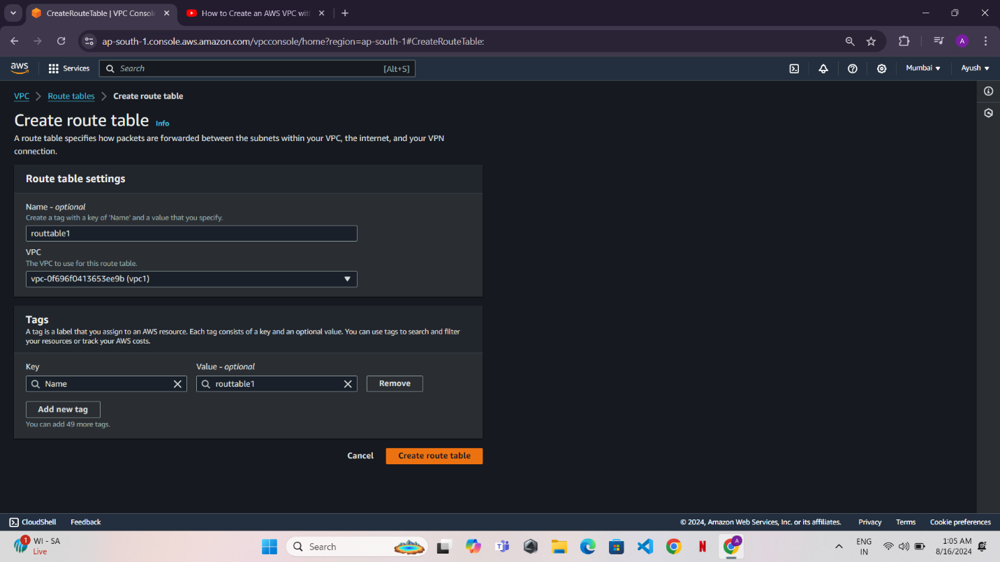 CreateRouteTable | VPC Console
How to Create an AWS VPC wit
ap-south-1.console.aws.amazon.com/vpcconsole/home?region=ap-south-1#CreateRouteTable:
A
aws
Services
Search
[Alt+S]
Mumbai
Ayush
VPC
Route tables
Create route table
Create route table
Info
A route table specifies how packets are forwarded between the subnets within your VPC, the internet, and your VPN
connection.
Route table settings
Name - optional
Create a tag with a key of 'Name' and a value that you specify.
routtable1
VPC
The VPC to use for this route table.
vpc-0f696f0413653ee9b (vpc1)
Tags
A tag is a label that you assign to an AWS resource. Each tag consists of a key and an optional value. You can use tags to search and filter
your resources or track your AWS costs.
Key
Value - optional
Name
routtable1
Remove
Add new tag
You can add 49 more tags.
Cancel
Create route table
CloudShell
Feedback
© 2024, Amazon Web Services, Inc. or its affiliates.
Privacy
Terms
Cookie preferences
1
WI - SA
Live
Search
N
A
ENG
IN
1:05 AM
8/16/2024